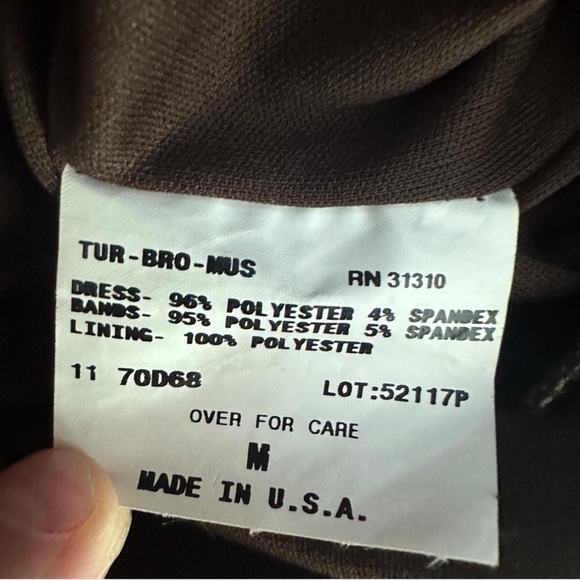 TUR-BRO-MUS RN 31310
DRESS- 96% POLYESTER 4% SPANDEX
BANDS- 95% POLYESTER 5% SPANDEX
LINING- 100% POLYESTER
11 70D68 LOT:52117P
OVER FOR CARE
M
MADE IN U.S.A.